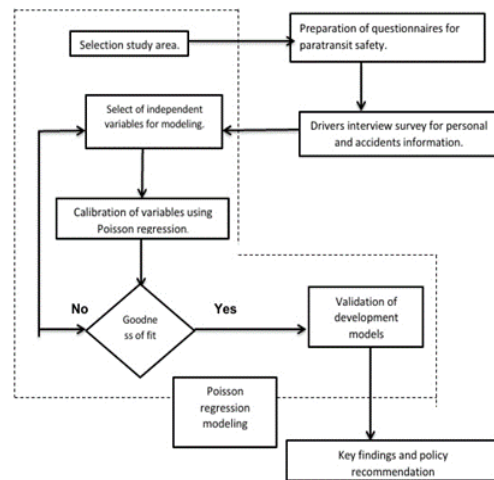 Selection study area.
Preparation of questionnaires for
paratransit safety.
Select of independent
variables for modeling.
Drivers interview survey for personal
and accidents information.
Calibration of variables using
Poisson regression.
No
Goodne
ss of fit
Yes
Validation of
development
models
Poisson
regression
modeling
Key findings and policy
recommendation